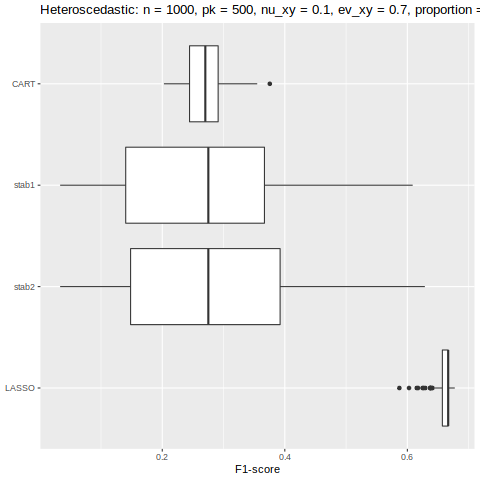 Heteroscedastic: n = 1000, pk = 500, nu_xy = 0.1, ev_xy = 0.7, proportion =
CART
stab1
stab2
LASSO
0.2 0.4 0.6
F1-score